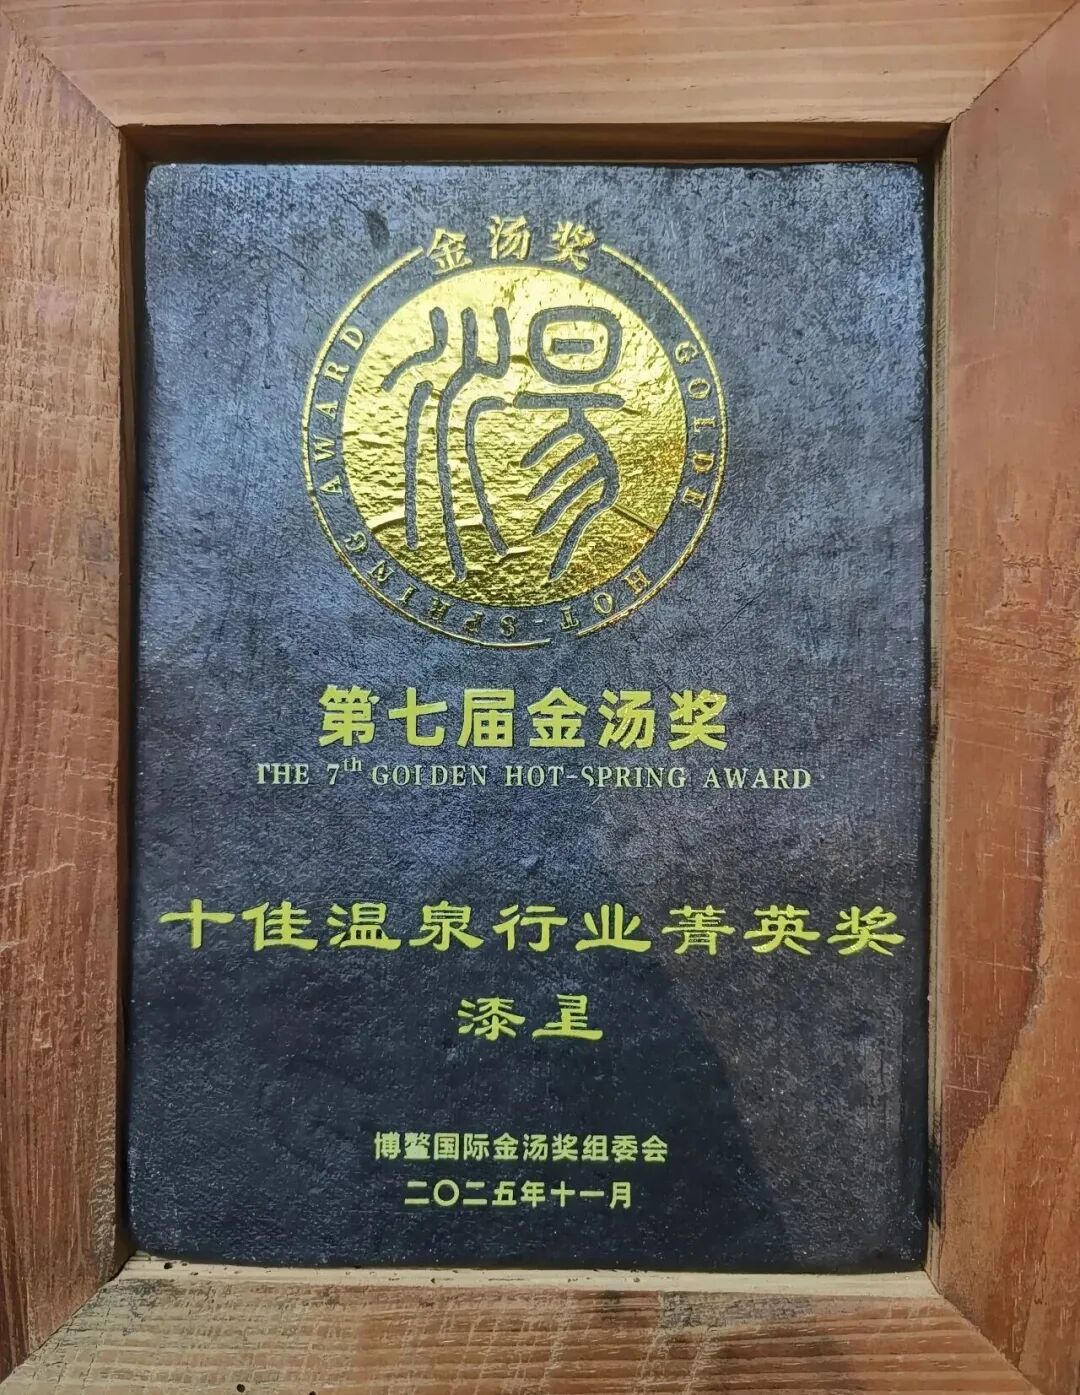 金汤奖
GOLDEN HOT-SPRING AWARD
第七届金汤奖
THE 7th GOLDEN HOT-SPRING AWARD
十佳温泉行业菁英奖
漆星
博鳌国际金汤奖组委会
二〇二五年十一月